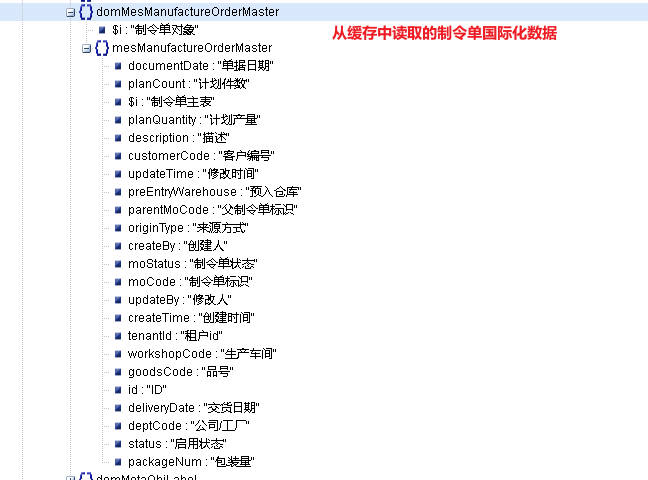 domMesManufactureOrderMaster
$i : "制令单对象"
从缓存中读取的制令单国际化数据
mesManufactureOrderMaster
documentDate : "单据日期"
planCount : "计划件数"
$i : "制令单主表"
planQuantity : "计划产量"
description : "描述"
customerCode : "客户编号"
updateTime : "修改时间"
preEntryWarehouse : "预入仓库"
parentMoCode : "父制令单标识"
originType : "来源方式"
createBy : "创建人"
moStatus : "制令单状态"
moCode : "制令单标识"
updateBy : "修改人"
createTime : "创建时间"
tenantId : "租户id"
workshopCode : "生产车间"
goodsCode : "品号"
id : "ID"
deliveryDate : "交货日期"
deptCode : "公司/工厂"
status : "启用状态"
packageNum : "包装量"